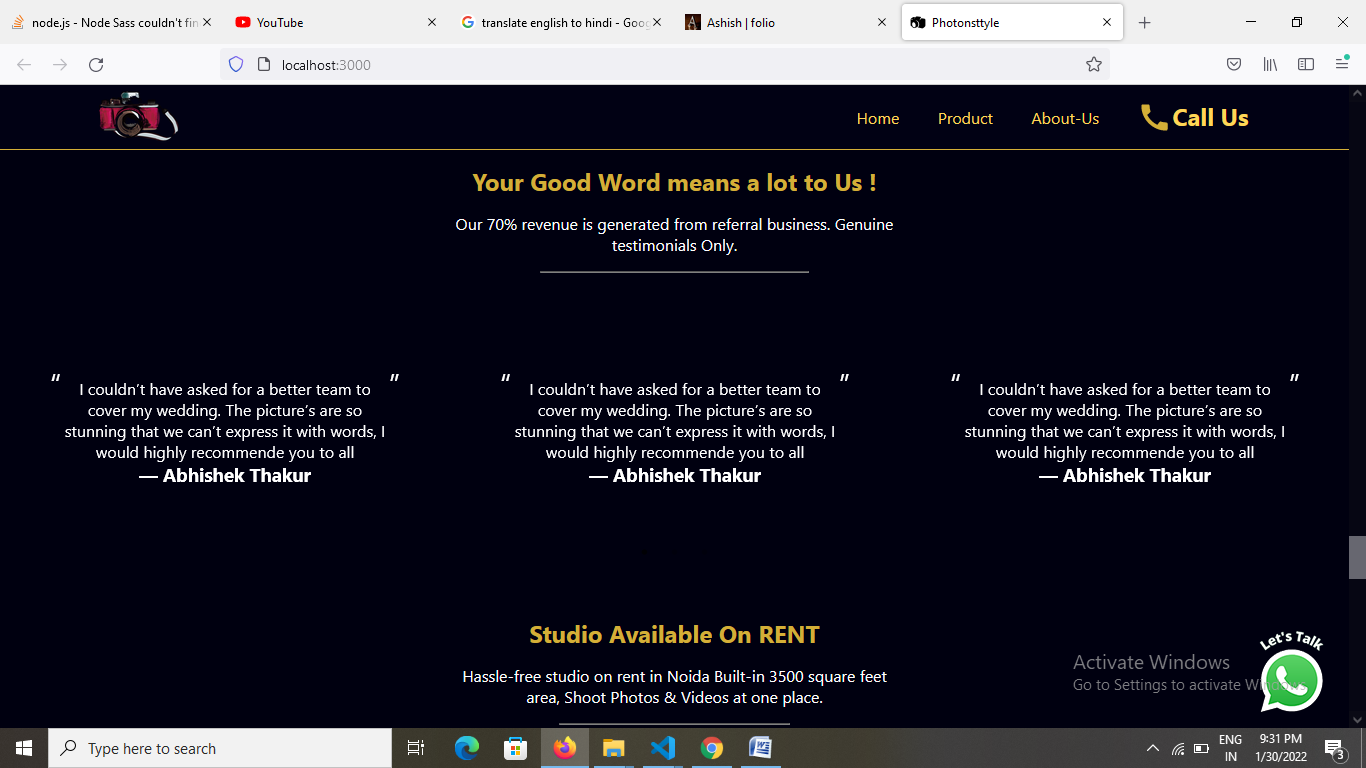 node.js - Node Sass couldn't fin
YouTube
translate english to hindi - Goog
Ashish | folio
Photonsttyle
localhost:3000
Home
Product
About-Us
Call Us
Your Good Word means a lot to Us !
Our 70% revenue is generated from referral business. Genuine
testimonials Only.
“ I couldn’t have asked for a better team to ”
cover my wedding. The picture’s are so
stunning that we can’t express it with words, I
would highly recommende you to all
— Abhishek Thakur
“ I couldn’t have asked for a better team to ”
cover my wedding. The picture’s are so
stunning that we can’t express it with words, I
would highly recommende you to all
— Abhishek Thakur
“ I couldn’t have asked for a better team to ”
cover my wedding. The picture’s are so
stunning that we can’t express it with words, I
would highly recommende you to all
— Abhishek Thakur
Studio Available On RENT
Hassle-free studio on rent in Noida Built-in 3500 square feet
area, Shoot Photos & Videos at one place.
Let's Talk
Activate Windows
Go to Settings to activate Windows.
Type here to search
ENG
IN
9:31 PM
1/30/2022
3